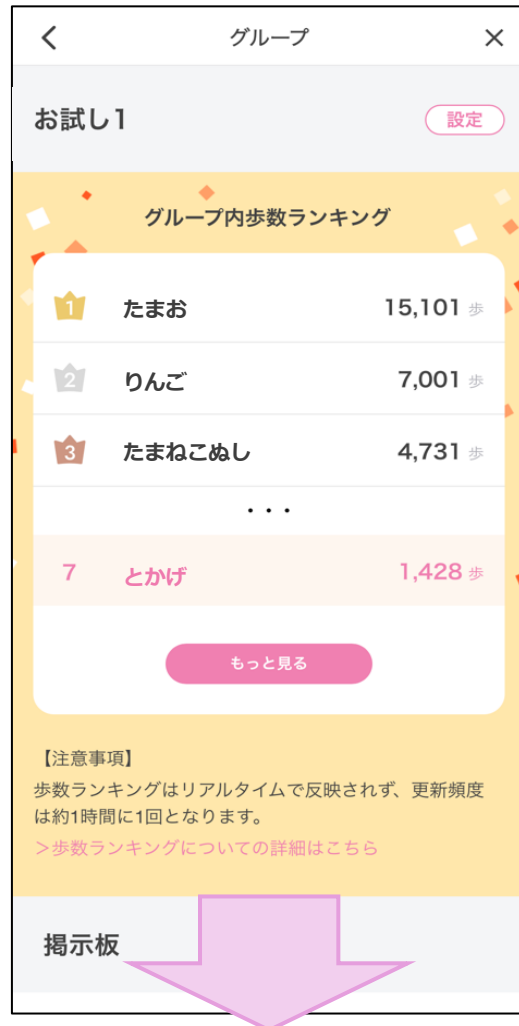 グループ
お試し1
設定
グループ内歩数ランキング
1 たまお 15,101 歩
2 りんご 7,001 歩
3 たまねこぬし 4,731 歩
・・・
7 とかげ 1,428 歩
もっと見る
【注意事項】
歩数ランキングはリアルタイムで反映されず、更新頻度
は約1時間に1回となります。
＞歩数ランキングについての詳細はこちら
掲示板